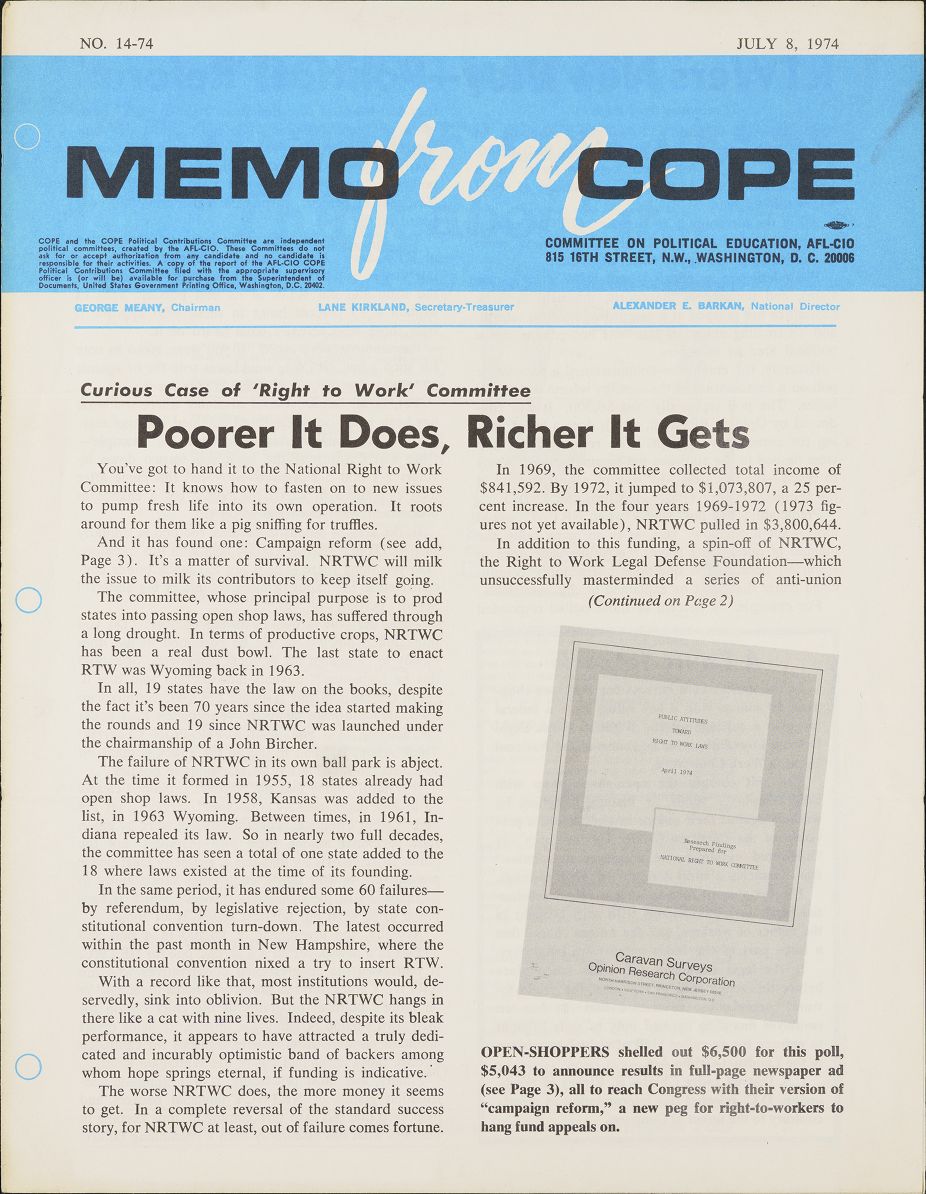 NO. 14-74
JULY 8, 1974
MEMO from COPE
COPE and the COPE Political Contributions Committee are independent
political committees, created by the AFL-CIO. These Committees do not
ask for or accept authorization from any candidate and no candidate is
responsible for their activities. A copy of the report of the AFL-CIO COPE
Political Contributions Committee filed with the appropriate supervisory
officer is (or will be) available for purchase from the Superintendent of
Documents, United States Government Printing Office, Washington, D.C. 20402.
COMMITTEE ON POLITICAL EDUCATION, AFL-CIO
815 16TH STREET, N.W., WASHINGTON, D. C. 20006
GEORGE MEANY, Chairman
LANE KIRKLAND, Secretary-Treasurer
ALEXANDER E. BARKAN, National Director
Curious Case of 'Right to Work' Committee
Poorer It Does, Richer It Gets
You've got to hand it to the National Right to Work
Committee: It knows how to fasten on to new issues
to pump fresh life into its own operation. It roots
around for them like a pig sniffing for truffles.
And it has found one: Campaign reform (see add,
Page 3). It's a matter of survival. NRTWC will milk
the issue to milk its contributors to keep itself going.
The committee, whose principal purpose is to prod
states into passing open shop laws, has suffered through
a long drought. In terms of productive crops, NRTWC
has been a real dust bowl. The last state to enact
RTW was Wyoming back in 1963.
In all, 19 states have the law on the books, despite
the fact it's been 70 years since the idea started making
the rounds and 19 since NRTWC was launched under
the chairmanship of a John Bircher.
The failure of NRTWC in its own ball park is abject.
At the time it formed in 1955, 18 states already had
open shop laws. In 1958, Kansas was added to the
list, in 1963 Wyoming. Between times, in 1961, In-
diana repealed its law. So in nearly two full decades,
the committee has seen a total of one state added to the
18 where laws existed at the time of its founding.
In the same period, it has endured some 60 failures—
by referendum, by legislative rejection, by state con-
stitutional convention turn-down. The latest occurred
within the past month in New Hampshire, where the
constitutional convention nixed a try to insert RTW.
With a record like that, most institutions would, de-
servedly, sink into oblivion. But the NRTWC hangs in
there like a cat with nine lives. Indeed, despite its bleak
performance, it appears to have attracted a truly dedi-
cated and incurably optimistic band of backers among
whom hope springs eternal, if funding is indicative.
The worse NRTWC does, the more money it seems
to get. In a complete reversal of the standard success
story, for NRTWC at least, out of failure comes fortune.
In 1969, the committee collected total income of
$841,592. By 1972, it jumped to $1,073,807, a 25 per-
cent increase. In the four years 1969-1972 (1973 fig-
ures not yet available), NRTWC pulled in $3,800,644.
In addition to this funding, a spin-off of NRTWC,
the Right to Work Legal Defense Foundation—which
unsuccessfully masterminded a series of anti-union
(Continued on Page 2)
PUBLIC ATTITUDES
TOWARD
RIGHT TO WORK LAWS
April 1974
Research Findings
Prepared for
NATIONAL RIGHT TO WORK COMMITTEE
Caravan Surveys
Opinion Research Corporation
NORTH HARRISON STREET, PRINCETON, NEW JERSEY 08540
OPEN-SHOPPERS shelled out $6,500 for this poll,
$5,043 to announce results in full-page newspaper ad
(see Page 3), all to reach Congress with their version of
"campaign reform," a new peg for right-to-workers to
hang fund appeals on.